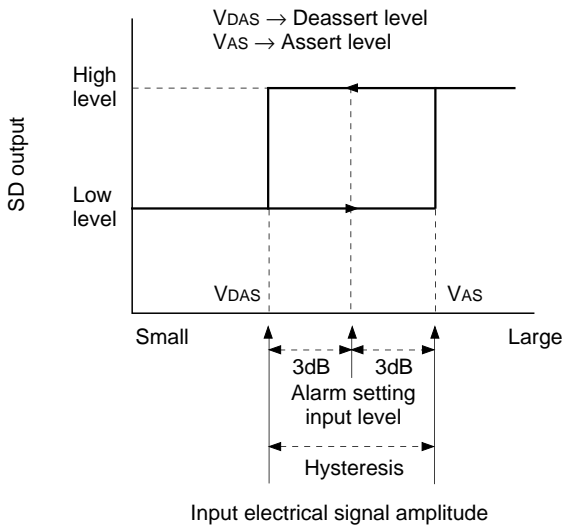 VDAS → Deassert level
VAS → Assert level
High
level
SD output
Low
level
VDAS
VAS
Small
Large
3dB
3dB
Alarm setting
input level
Hysteresis
Input electrical signal amplitude